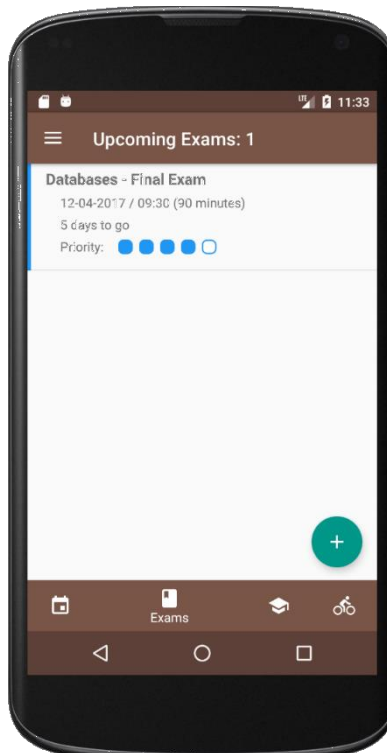 LTE 11:33
Upcoming Exams: 1
Databases - Final Exam
12-04-2017 / 09:30 (90 minutes)
5 days to go
Priority:
Exams